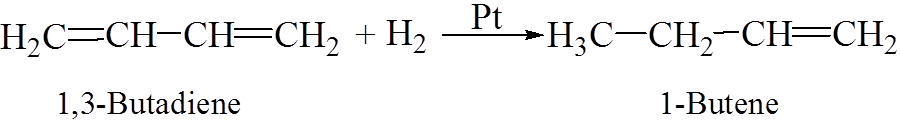 H₂C=CH−CH=CH₂ + H₂ Pt→ H₃C−CH₂−CH=CH₂
1,3-Butadiene 1-Butene